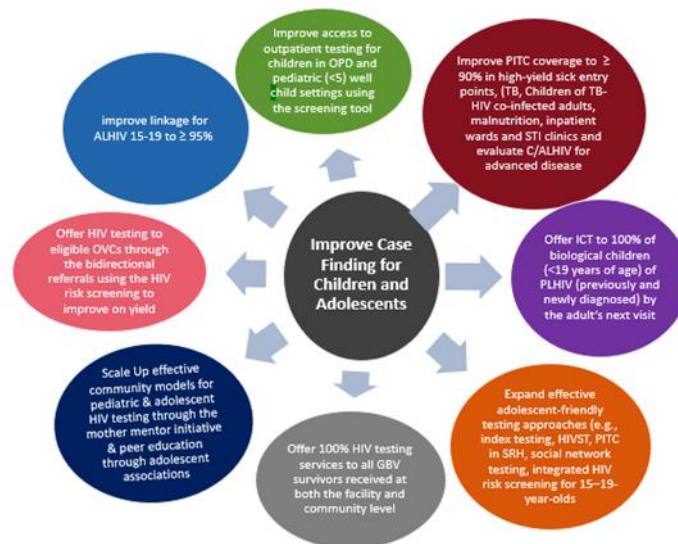 Improve access to
outpatient testing for
children in OPD and
pediatric (<5) well
child settings using
the screening tool
Improve PITC coverage to ≥
90% in high-yield sick entry
points, (TB, Children of TB-
HIV co-infected adults,
malnutrition, inpatient
wards and STI clinics and
evaluate C/ALHIV for
advanced disease
improve linkage for
ALHIV 15-19 to ≥ 95%
Improve Case
Finding for
Children and
Adolescents
Offer HIV testing to
eligible OVCs through
the bidirectional
referrals using the HIV
risk screening to
improve on yield
Offer ICT to 100% of
biological children
(<19 years of age) of
PLHIV (previously and
newly diagnosed) by
the adult's next visit
Scale Up effective
community models for
pediatric & adolescent
HIV testing through the
mother mentor initiative
& peer education
through adolescent
associations
Offer 100% HIV testing
services to all GBV
survivors received at
both the facility and
community level
Expand effective
adolescent-friendly
testing approaches (e.g.,
index testing, HIVST, PITC
in SRH, social network
testing, integrated HIV
risk screening for 15–19-
year-olds